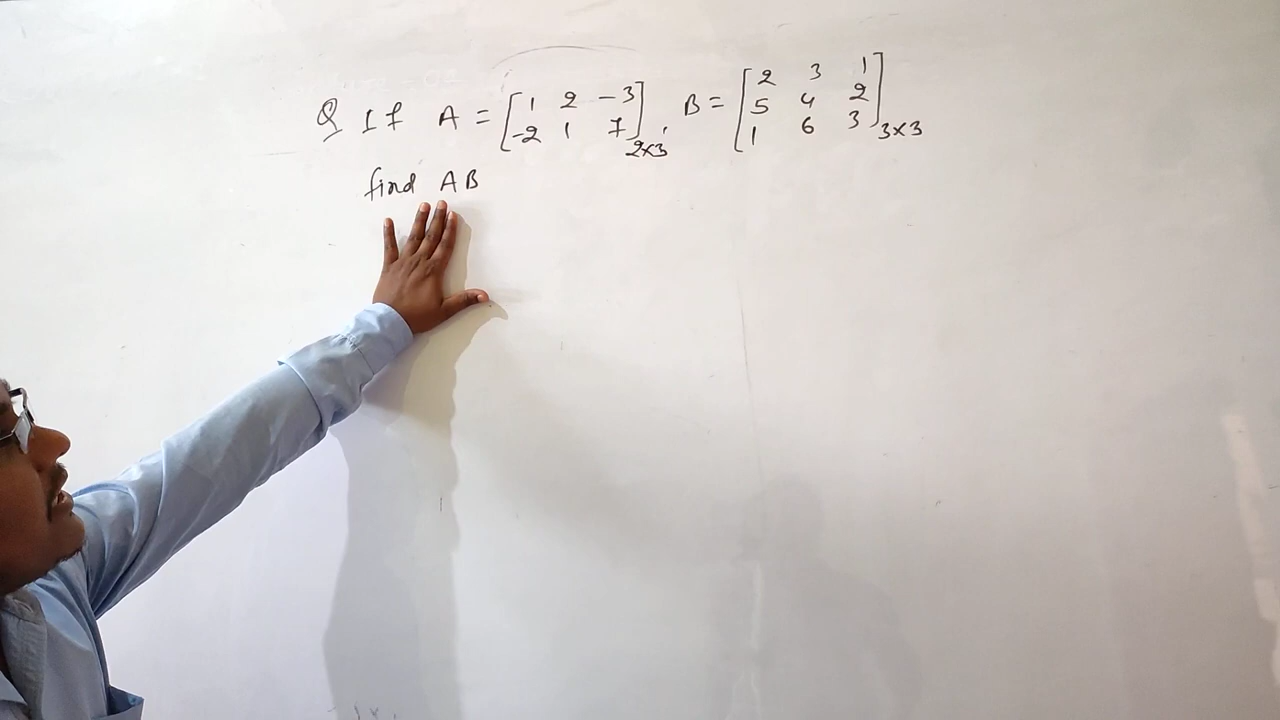 Q If A = [1 2 -3 -2 1 7]2×3, B = [2 3 1 5 4 2 1 6 3]3×3
find AB